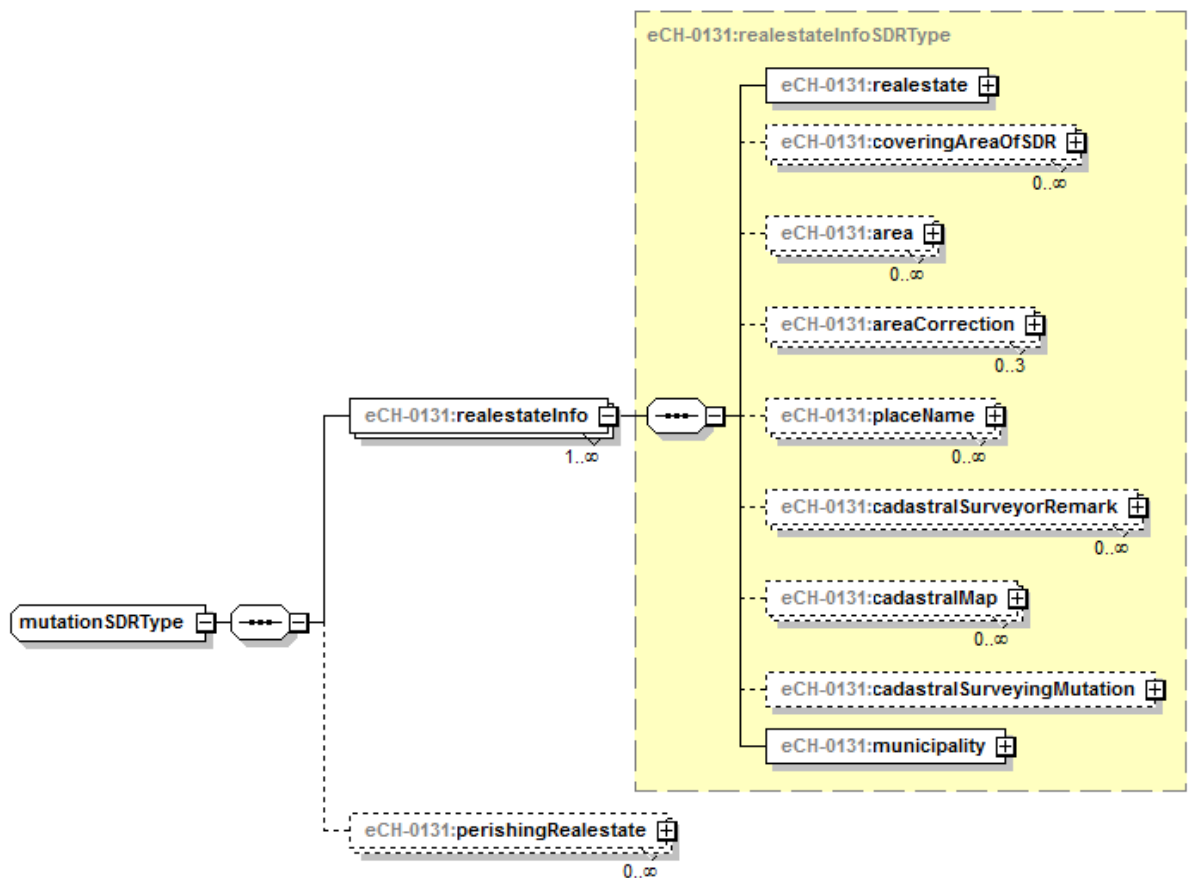 eCH-0131:realestateInfoSDRType
eCH-0131:realestate
eCH-0131:coveringAreaOfSDR
0..∞
eCH-0131:area
0..∞
eCH-0131:areaCorrection
0..3
eCH-0131:realestateInfo
1..∞
eCH-0131:placeName
0..∞
eCH-0131:cadastralSurveyorRemark
0..∞
eCH-0131:cadastralMap
0..∞
mutationSDRType
eCH-0131:cadastralSurveyingMutation
eCH-0131:municipality
eCH-0131:perishingRealestate
0..∞